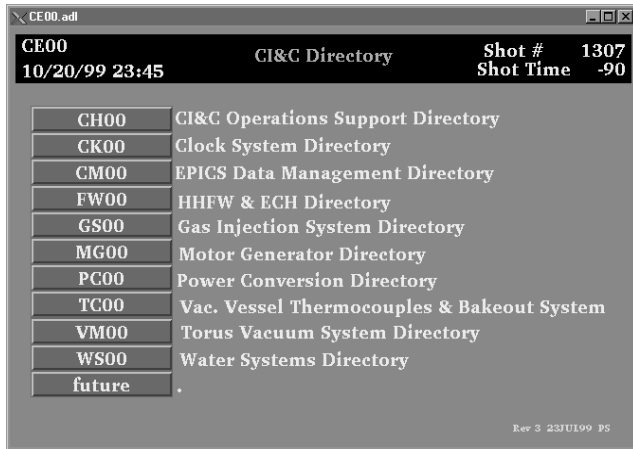 CE00.adl
CE00 CI&C Directory Shot # 1307
10/20/99 23:45 Shot Time -90
CH00 CI&C Operations Support Directory
CK00 Clock System Directory
CM00 EPICS Data Management Directory
FW00 HHFW & ECH Directory
GS00 Gas Injection System Directory
MG00 Motor Generator Directory
PC00 Power Conversion Directory
TC00 Vac. Vessel Thermocouples & Bakeout System
VM00 Torus Vacuum System Directory
WS00 Water Systems Directory
future .
Rev 3 23JUL99 PS